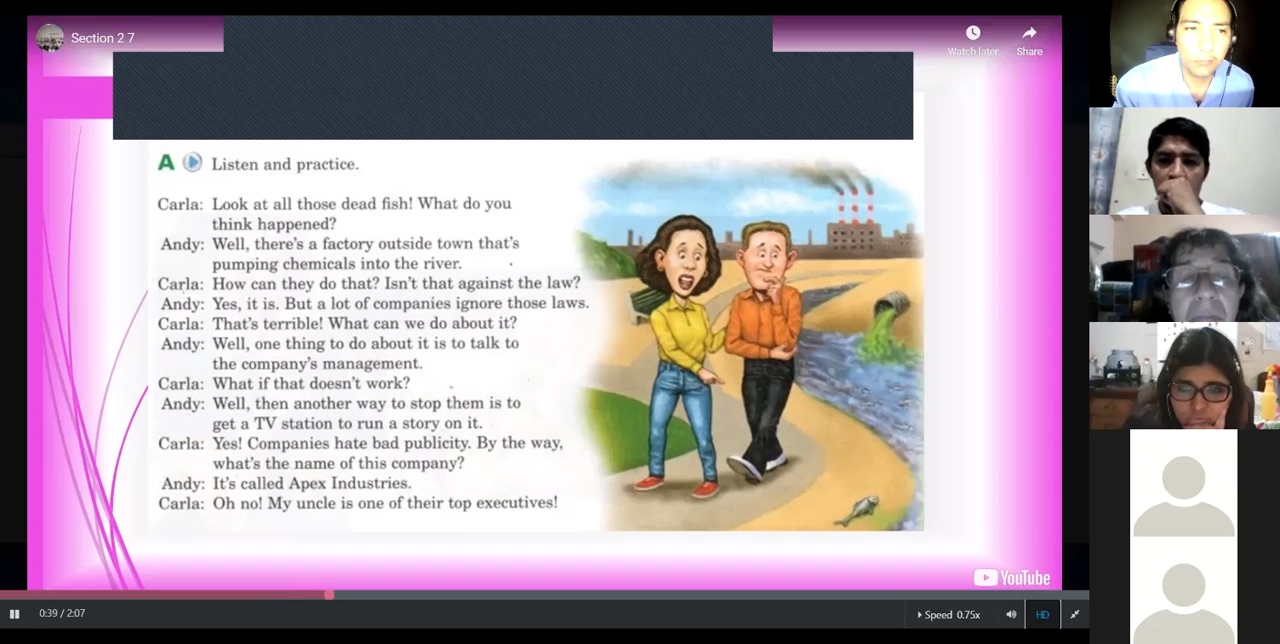 Section 2 7
Watch later
Share
A Listen and practice.
Carla: Look at all those dead fish! What do you
think happened?
Andy: Well, there's a factory outside town that's
pumping chemicals into the river.
Carla: How can they do that? Isn't that against the law?
Andy: Yes, it is. But a lot of companies ignore those laws.
Carla: That's terrible! What can we do about it?
Andy: Well, one thing to do about it is to talk to
the company's management.
Carla: What if that doesn't work?
Andy: Well, then another way to stop them is to
get a TV station to run a story on it.
Carla: Yes! Companies hate bad publicity. By the way,
what's the name of this company?
Andy: It's called Apex Industries.
Carla: Oh no! My uncle is one of their top executives!
YouTube
0:39 / 2:07
Speed 0.75x
HD